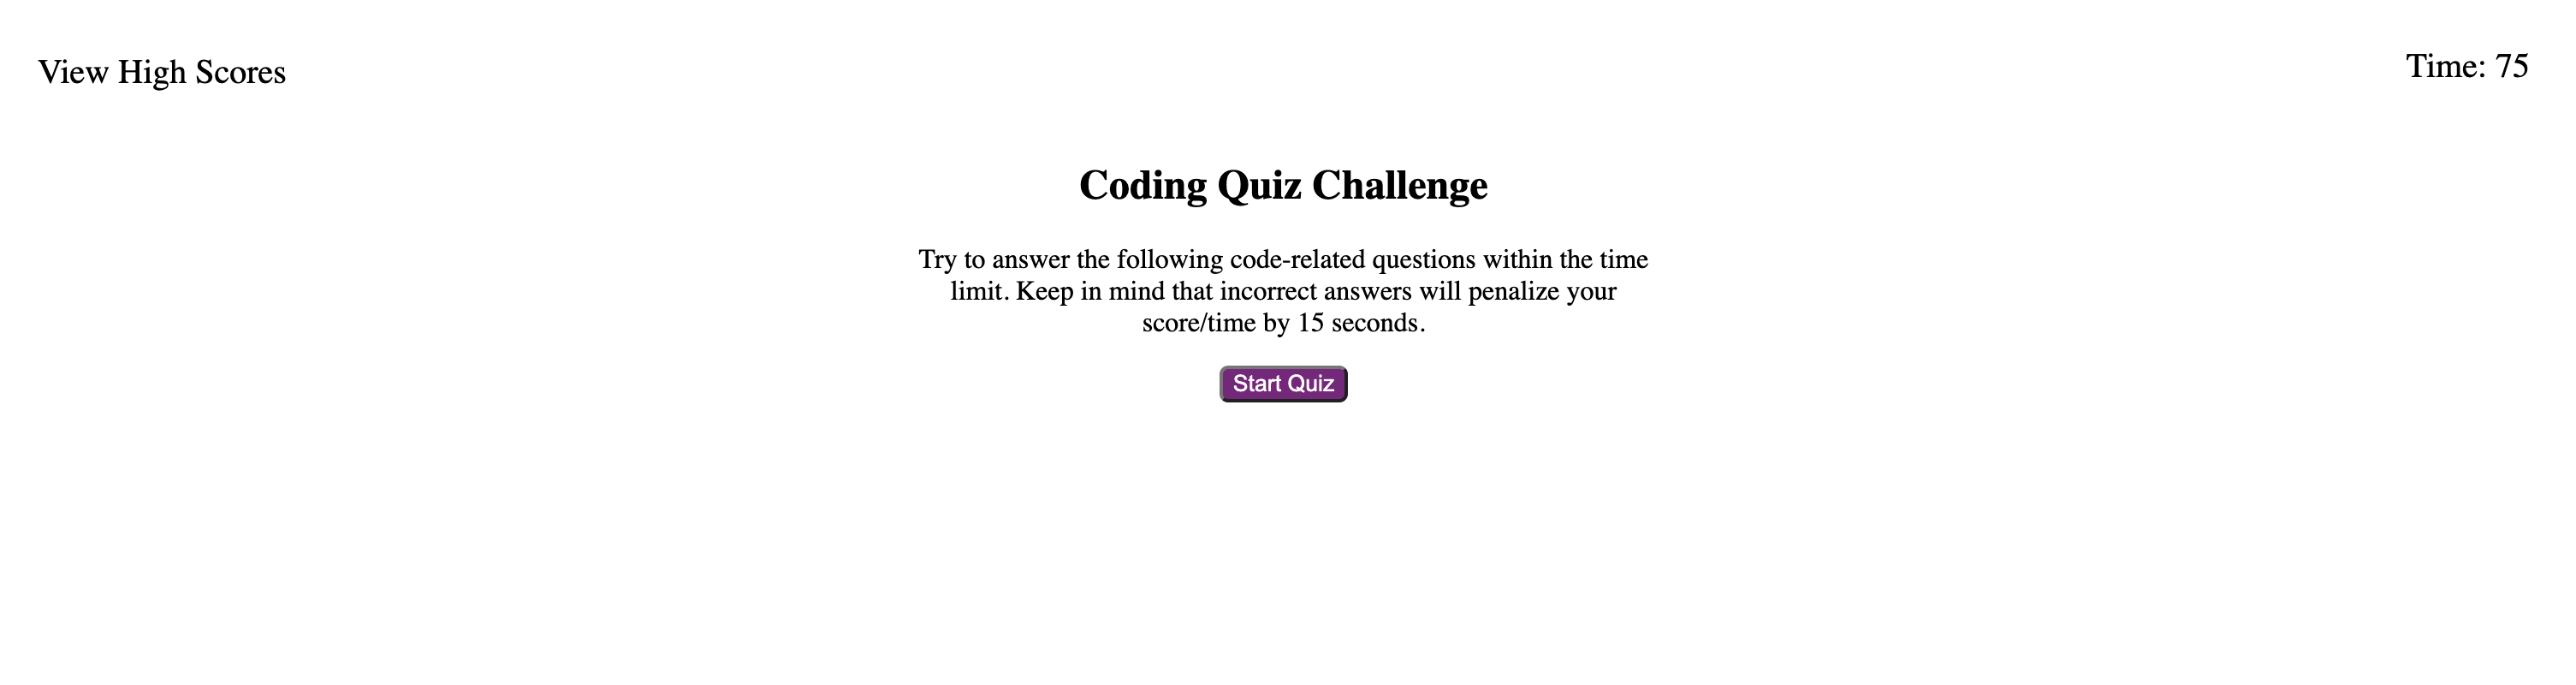 View High Scores
Time: 75
Coding Quiz Challenge
Try to answer the following code-related questions within the time
limit. Keep in mind that incorrect answers will penalize your
score/time by 15 seconds.
Start Quiz